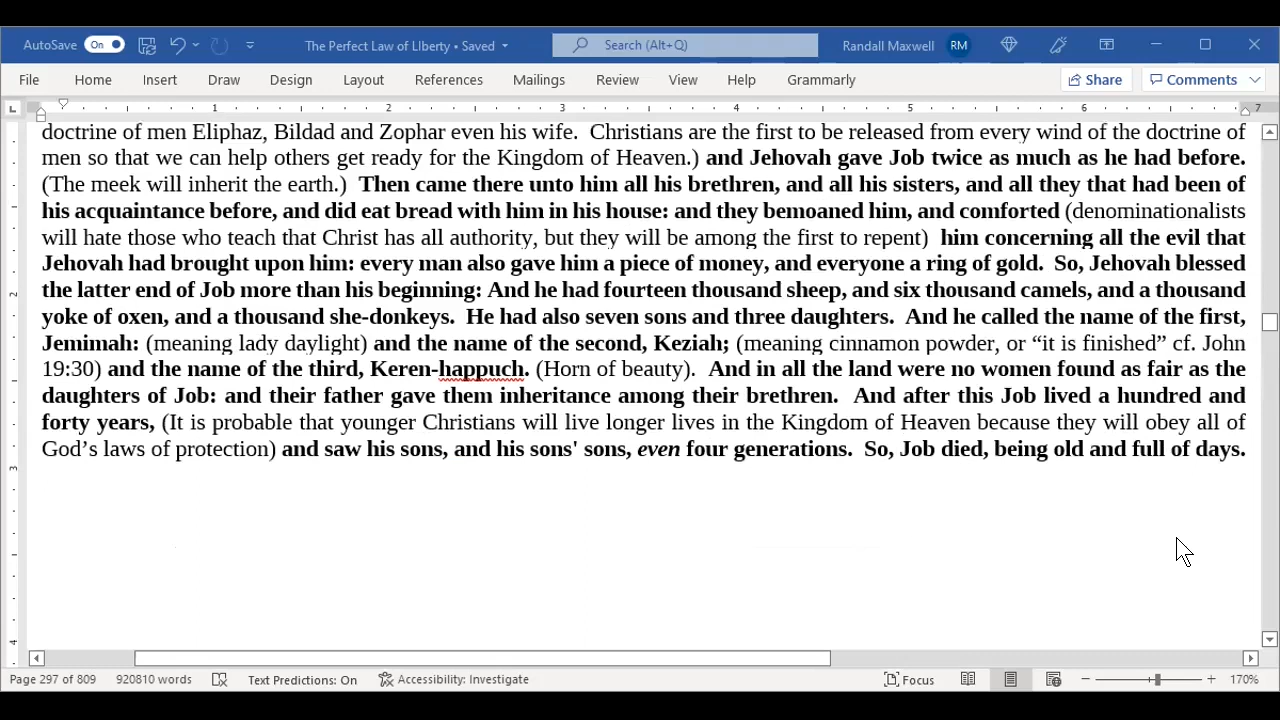 AutoSave On The Perfect Law of LIberty • Saved Search (Alt+Q) Randall Maxwell RM
File Home Insert Draw Design Layout References Mailings Review View Help Grammarly Share Comments
1 2 3 4 5 6 7
doctrine of men Eliphaz, Bildad and Zophar even his wife. Christians are the first to be released from every wind of the doctrine of
men so that we can help others get ready for the Kingdom of Heaven.) and Jehovah gave Job twice as much as he had before.
(The meek will inherit the earth.) Then came there unto him all his brethren, and all his sisters, and all they that had been of
his acquaintance before, and did eat bread with him in his house: and they bemoaned him, and comforted (denominationalists
will hate those who teach that Christ has all authority, but they will be among the first to repent) him concerning all the evil that
Jehovah had brought upon him: every man also gave him a piece of money, and everyone a ring of gold. So, Jehovah blessed
2
the latter end of Job more than his beginning: And he had fourteen thousand sheep, and six thousand camels, and a thousand
yoke of oxen, and a thousand she-donkeys. He had also seven sons and three daughters. And he called the name of the first,
Jemimah: (meaning lady daylight) and the name of the second, Keziah; (meaning cinnamon powder, or “it is finished” cf. John
19:30) and the name of the third, Keren-happuch. (Horn of beauty). And in all the land were no women found as fair as the
daughters of Job: and their father gave them inheritance among their brethren. And after this Job lived a hundred and
forty years, (It is probable that younger Christians will live longer lives in the Kingdom of Heaven because they will obey all of
God’s laws of protection) and saw his sons, and his sons' sons, even four generations. So, Job died, being old and full of days.
3
4
Page 297 of 809 920810 words Text Predictions: On Accessibility: Investigate Focus 170%